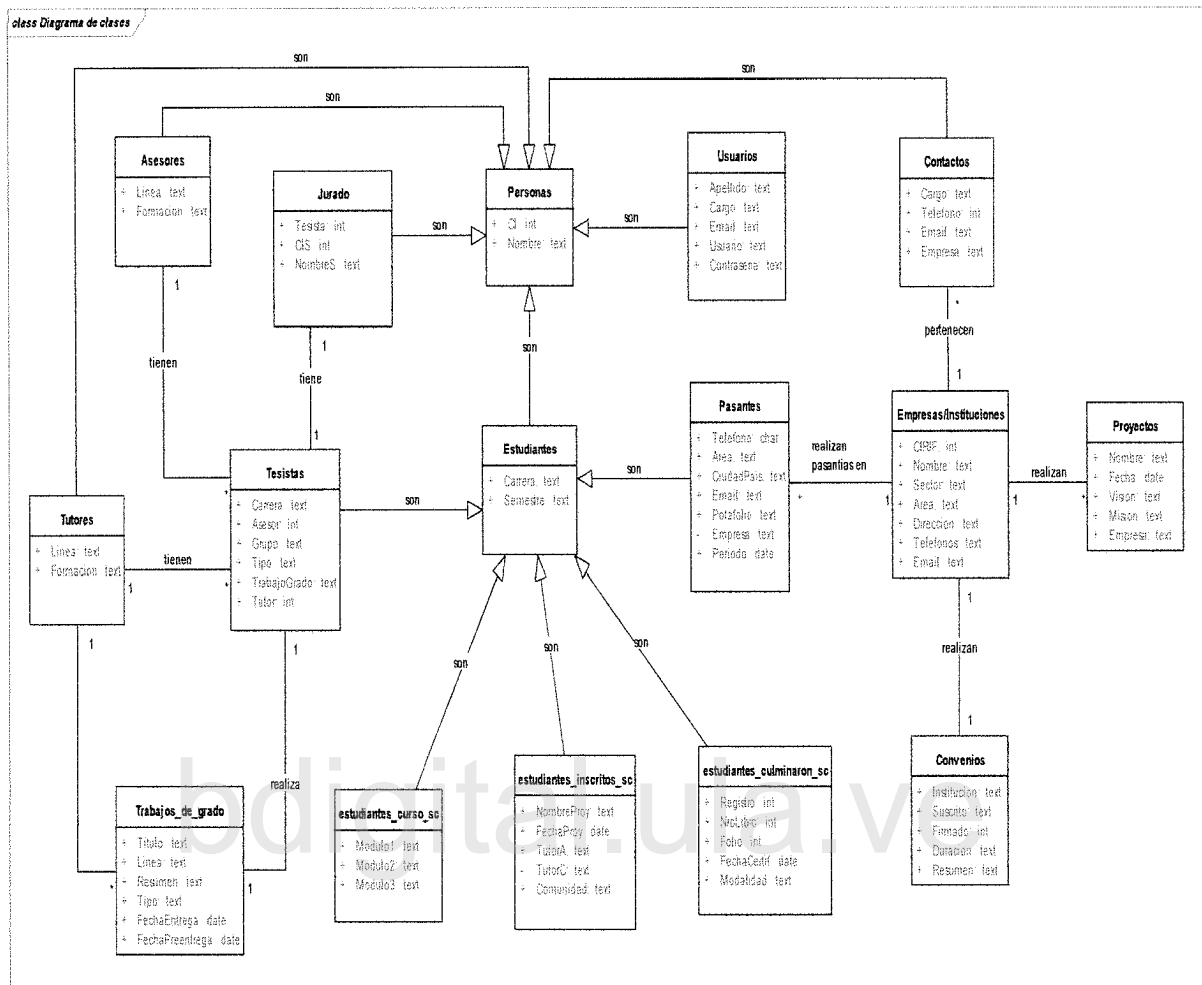 class Diagrama de clases
son
son
son
Asesores
+ Linea: text
+ Formacion: text
Jurado
+ Tesista: int
+ CIS: int
+ NombreS: text
son
Personas
+ CI: int
+ Nombre: text
son
Usuarios
+ Apellido: text
+ Cargo: text
+ Email: text
+ Usuario: text
+ Contrasena: text
Contactos
+ Cargo: text
+ Telefono: int
+ Email: text
+ Empresa: text
1
tienen
*
1
tiene
1
son
*
pertenecen
1
Tutores
+ Linea: text
+ Formacion: text
1
tienen
*
Tesistas
+ Carrera: text
+ Asesor: int
+ Grupo: text
+ Tipo: text
+ TrabajoGrado: text
+ Tutor: int
son
Estudiantes
+ Carrera: text
+ Semestre: text
son
Pasantes
+ Telefono: char
+ Area: text
+ CiudadPais: text
+ Email: text
+ Potafolio: text
- Empresa: text
+ Periodo: date
realizan
pasantias en
*
1
Empresas/Instituciones
+ CIRIF: int
+ Nombre: text
+ Sector: text
+ Area: text
+ Direccion: text
+ Telefonos: text
+ Email: text
realizan
1
*
Proyectos
+ Nombre: text
+ Fecha: date
+ Vision: text
+ Mision: text
+ Empresa: text
1
*
1
realiza
1
son
son
son
1
realizan
1
Trabajos_de_grado
+ Titulo: text
+ Linea: text
+ Resimen: text
+ Tipo: text
+ FechaEntrega: date
+ FechaPreentrega: date
estudiantes_curso_sc
+ Modulo1: text
+ Modulo2: text
+ Modulo3: text
estudiantes_inscritos_sc
+ NombreProy: text
+ FechaProy: date
+ TutorA: text
- TutorC: text
+ Comunidad: text
estudiantes_culminaron_sc
+ Registro: int
+ NroLibro: int
+ Folio: int
+ FechaCertif: date
+ Modalidad: text
Convenios
+ Institucion: text
+ Suscrito: text
+ Firmado: int
+ Duracion: text
+ Resumen: text
bdigital.ula.ve